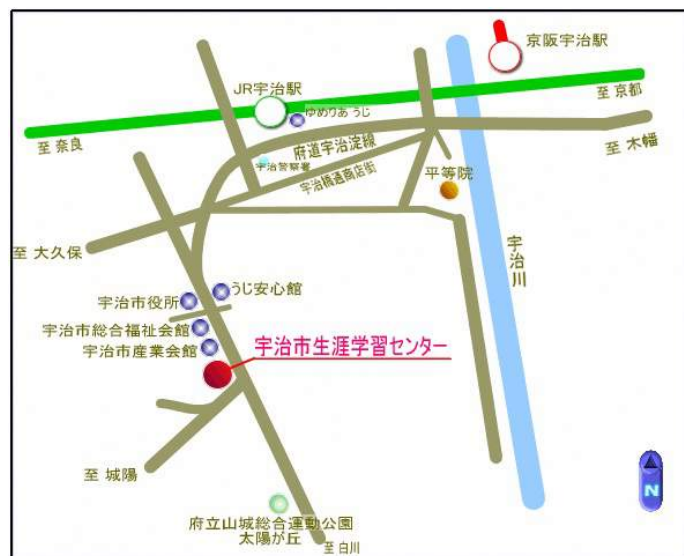 京阪宇治駅
JR宇治駅
ゆめりあ うじ
至 京都
至 奈良
府道宇治淀線
至 木幡
宇治警察署
宇治橋通商店街
平等院
至 大久保
宇治川
うじ安心館
宇治市役所
宇治市総合福祉会館
宇治市産業会館
宇治市生涯学習センター
至 城陽
府立山城総合運動公園
太陽が丘
至 白川
N